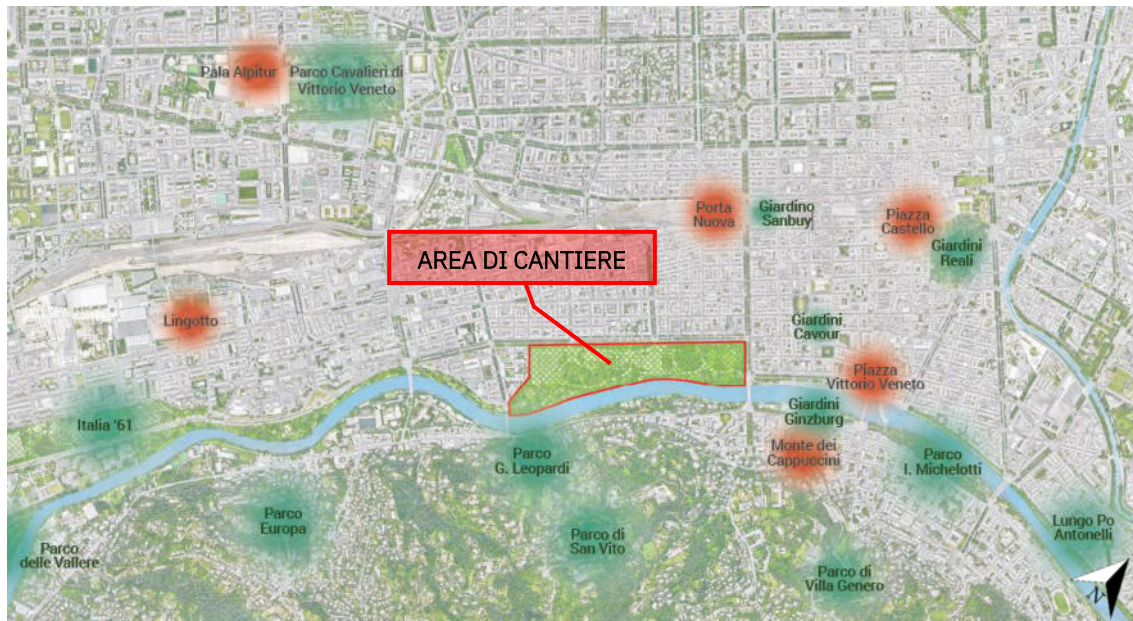 Pala Alpitur
Parco Cavalieri di
Vittorio Veneto
Porta
Nuova
Giardino
Sanbuy
Piazza
Castello
Giardini
Reali
AREA DI CANTIERE
Lingotto
Giardini
Cavour
Piazza
Vittorio Veneto
Italia '61
Giardini
Ginzburg
Parco
G. Leopardi
Monte dei
Cappuccini
Parco
I. Michelotti
Parco
Europa
Parco di
San Vito
Lungo Po
Antonelli
Parco
delle Vallere
Parco di
Villa Genero
N